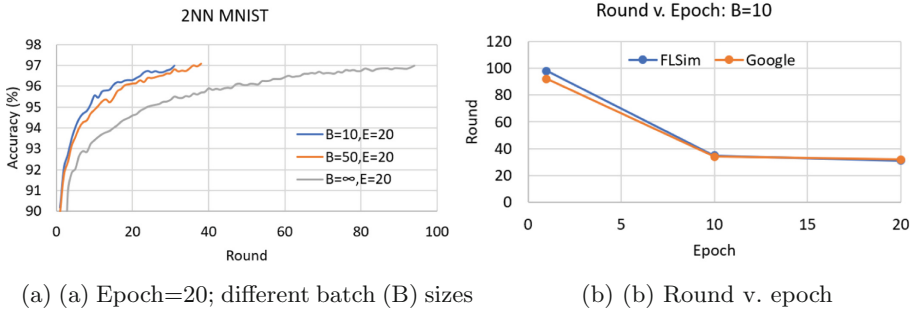 2NN MNIST
Accuracy (%)
98
97
96
95
94
93
92
91
90
B=10,E=20
B=50,E=20
B=∞,E=20
0 20 40 60 80 100
Round
(a) (a) Epoch=20; different batch (B) sizes
Round v. Epoch: B=10
Round
120
100
80
60
40
20
0
FLSim Google
0 5 10 15 20
Epoch
(b) (b) Round v. epoch